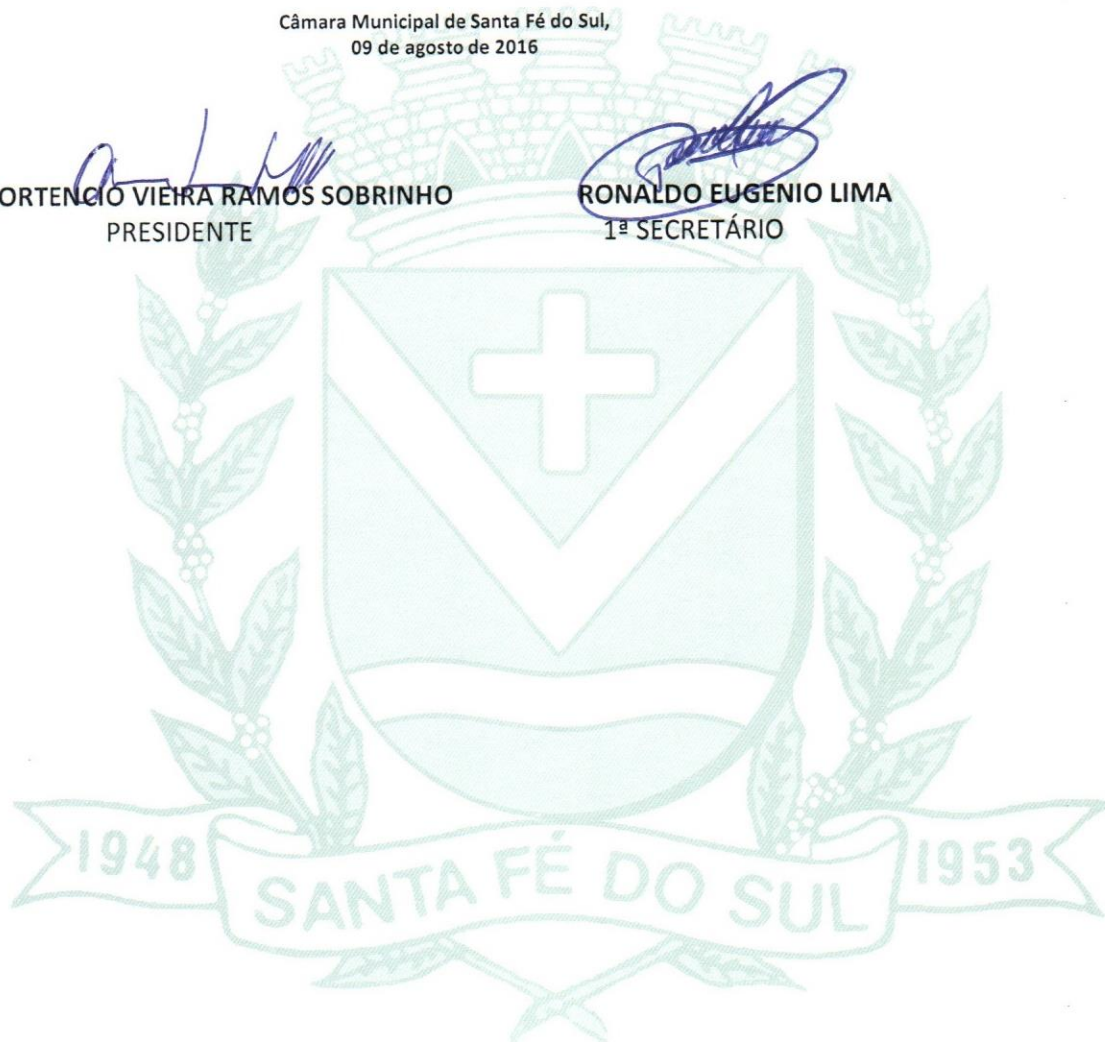 Câmara Municipal de Santa Fé do Sul,
09 de agosto de 2016
ORTENCIO VIEIRA RAMOS SOBRINHO
PRESIDENTE
RONALDO EUGENIO LIMA
1ª SECRETÁRIO
1948
SANTA FÉ DO SUL
1953